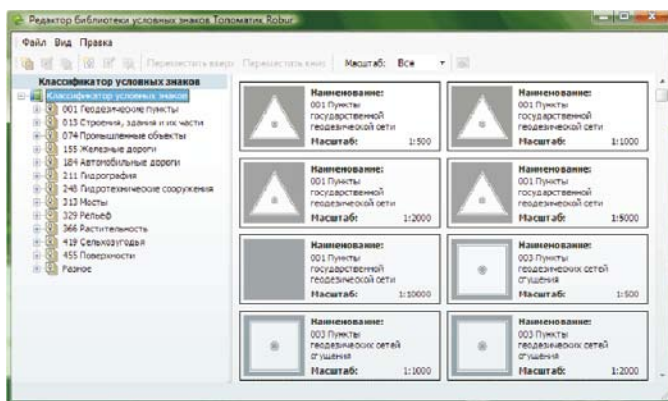 Редактор библиотеки условных знаков Топоматик Robur
Файл Вид Правка
Переместить вверх Переместить вниз Масштаб: Все
Классификатор условных знаков
Классификатор условных знаков
001 Геодезические пункты
013 Строения, здания и их части
074 Промышленные объекты
155 Железные дороги
184 Автомобильные дороги
211 Гидрография
248 Гидротехнические сооружения
313 Мосты
329 Рельеф
366 Растительность
419 Сельхозугодья
455 Поверхности
Разное
Наименование:
001 Пункты
государственной
геодезической сети
Масштаб: 1:500
Наименование:
001 Пункты
государственной
геодезической сети
Масштаб: 1:1000
Наименование:
001 Пункты
государственной
геодезической сети
Масштаб: 1:2000
Наименование:
001 Пункты
государственной
геодезической сети
Масштаб: 1:5000
Наименование:
001 Пункты
государственной
геодезической сети
Масштаб: 1:10000
Наименование:
003 Пункты
геодезических сетей
сгущения
Масштаб: 1:500
Наименование:
003 Пункты
геодезических сетей
сгущения
Масштаб: 1:1000
Наименование:
003 Пункты
геодезических сетей
сгущения
Масштаб: 1:2000